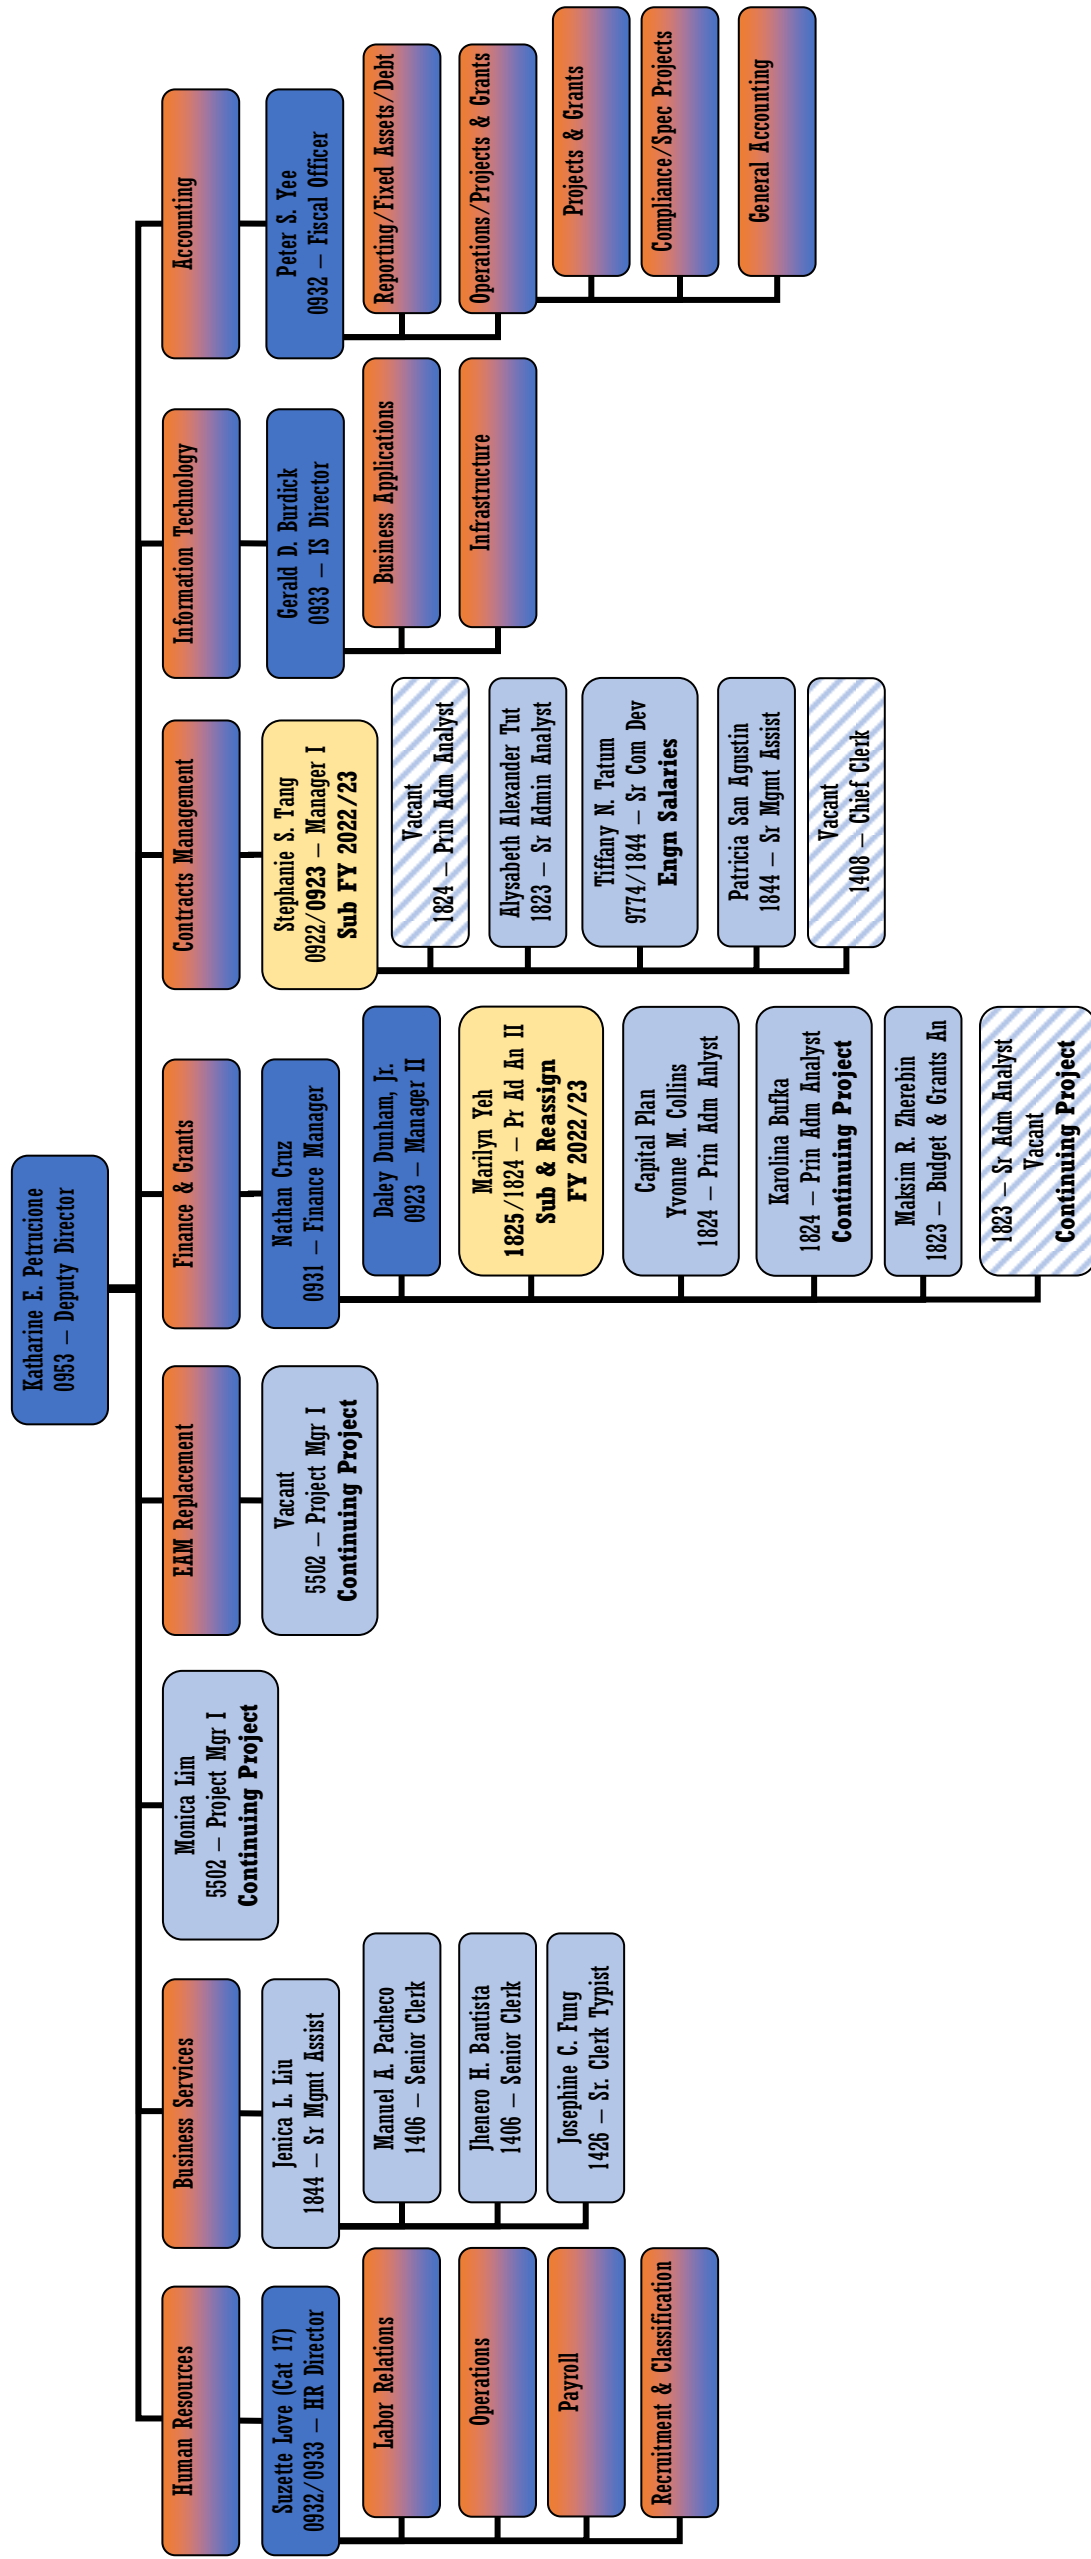 Katharine E. Petrucione
0953 – Deputy Director
Human Resources
Suzette Love (Cat 17)
0932/0933 – HR Director
Labor Relations
Operations
Payroll
Recruitment & Classification
Business Services
Jenica L. Liu
1844 – Sr Mgmt Assist
Manuel A. Pacheco
1406 – Senior Clerk
Jhenero H. Bautista
1406 – Senior Clerk
Josephine C. Fung
1426 – Sr. Clerk Typist
Monica Lim
5502 – Project Mgr I
Continuing Project
EAM Replacement
Vacant
5502 – Project Mgr I
Continuing Project
Finance & Grants
Nathan Cruz
0931 – Finance Manager
Daley Dunham, Jr.
0923 – Manager II
Marilyn Yeh
1825/1824 – Pr Ad An II
Sub & Reassign
FY 2022/23
Capital Plan
Yvonne M. Collins
1824 – Prin Adm Anlyst
Karolina Bufka
1824 – Prin Adm Analyst
Continuing Project
Maksim R. Zherebin
1823 – Budget & Grants An
1823 – Sr Adm Analyst
Vacant
Continuing Project
Contracts Management
Stephanie S. Tang
0922/0923 – Manager I
Sub FY 2022/23
Vacant
1824 – Prin Adm Analyst
Alysabeth Alexander Tut
1823 – Sr Admin Analyst
Tiffany N. Tatum
9774/1844 – Sr Com Dev
Engn Salaries
Patricia San Agustin
1844 – Sr Mgmt Assist
Vacant
1408 – Chief Clerk
Information Technology
Gerald D. Burdick
0933 – IS Director
Business Applications
Infrastructure
Accounting
Peter S. Yee
0932 – Fiscal Officer
Reporting/Fixed Assets/Debt
Operations/Projects & Grants
Projects & Grants
Compliance/Spec Projects
General Accounting